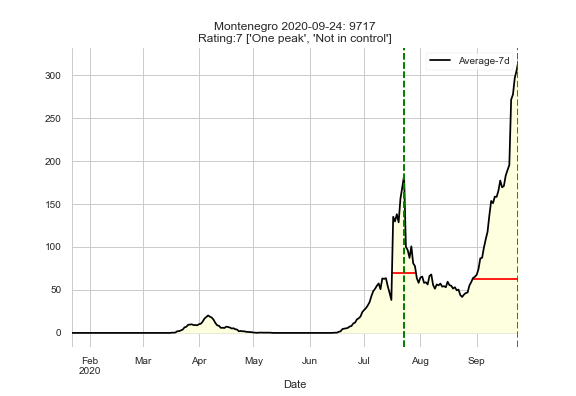 Montenegro 2020-09-24: 9717
Rating:7 ['One peak', 'Not in control']
Average-7d
300
250
200
150
100
50
0
Feb Mar Apr May Jun Jul Aug Sep
2020
Date